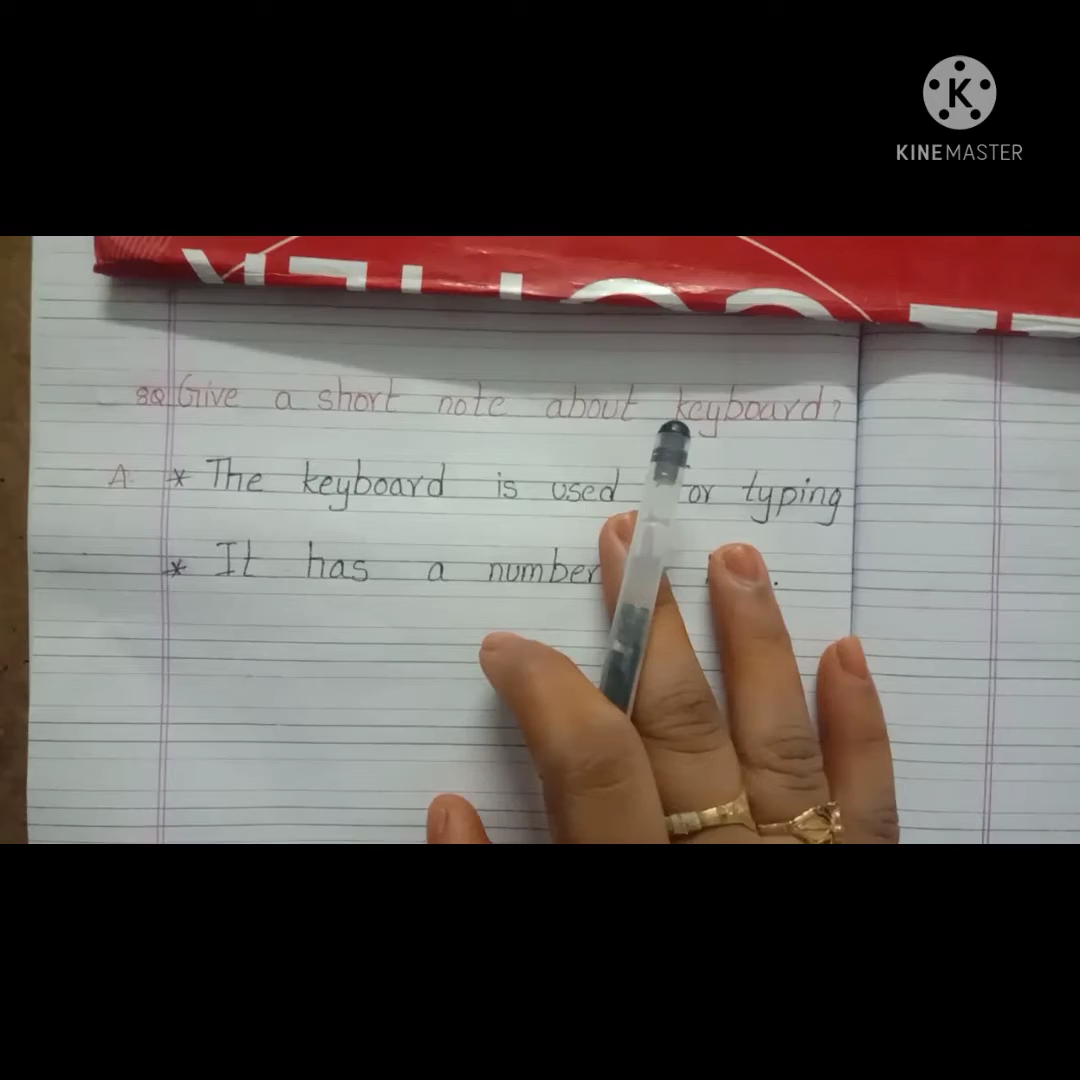 KINEMASTER
8Q Give a short note about keyboard?
A. * The keyboard is used or typing
* It has a number